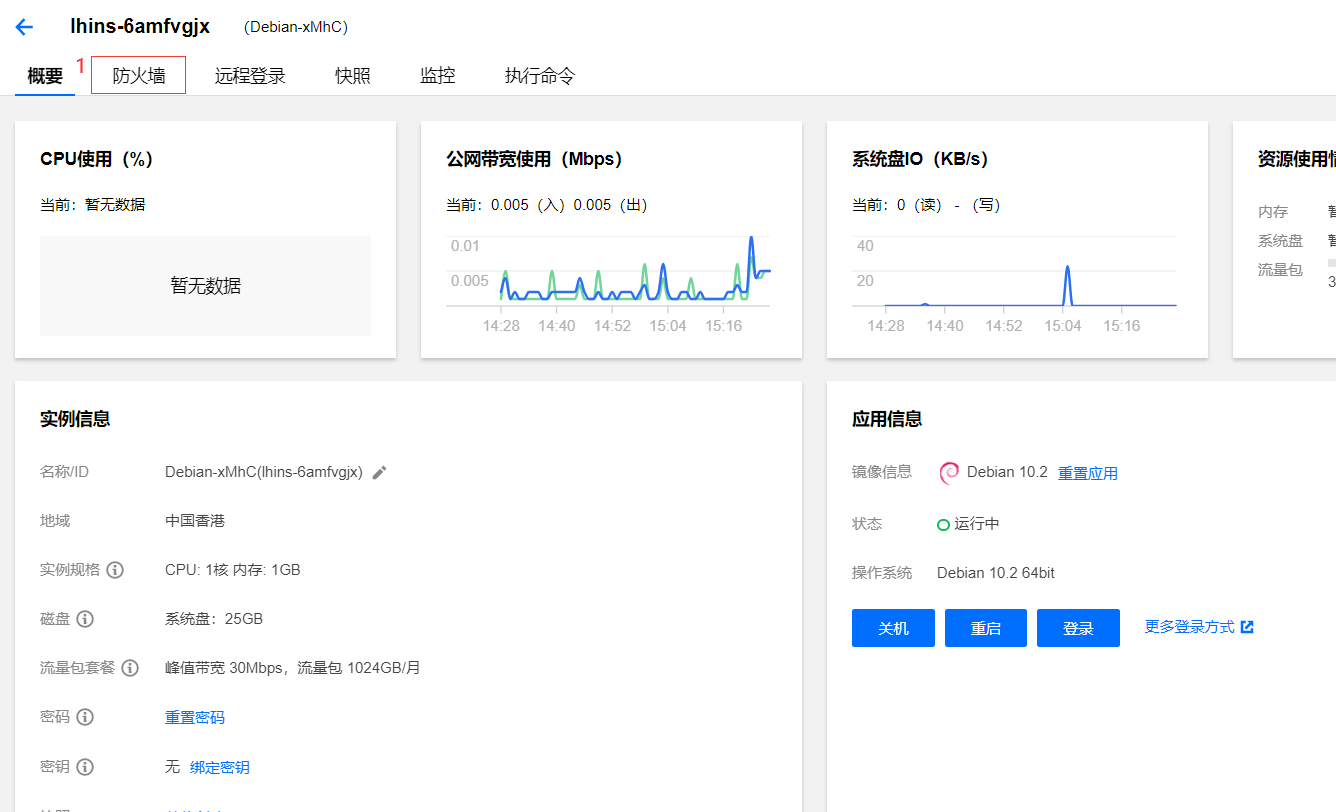 lhins-6amfvgjx (Debian-xMhC)
概要 1 防火墙 远程登录 快照 监控 执行命令
CPU使用（%）
当前：暂无数据
暂无数据
公网带宽使用（Mbps）
当前：0.005（入）0.005（出）
0.01
0.005
14:28 14:40 14:52 15:04 15:16
系统盘IO（KB/s）
当前：0（读） - （写）
40
20
14:28 14:40 14:52 15:04 15:16
资源使用情
内存
系统盘
流量包
3
实例信息
名称/ID Debian-xMhC(lhins-6amfvgjx)
地域 中国香港
实例规格 CPU: 1核 内存: 1GB
磁盘 系统盘：25GB
流量包套餐 峰值带宽 30Mbps，流量包 1024GB/月
密码 重置密码
密钥 无 绑定密钥
应用信息
镜像信息 Debian 10.2 重置应用
状态 运行中
操作系统 Debian 10.2 64bit
关机 重启 登录 更多登录方式